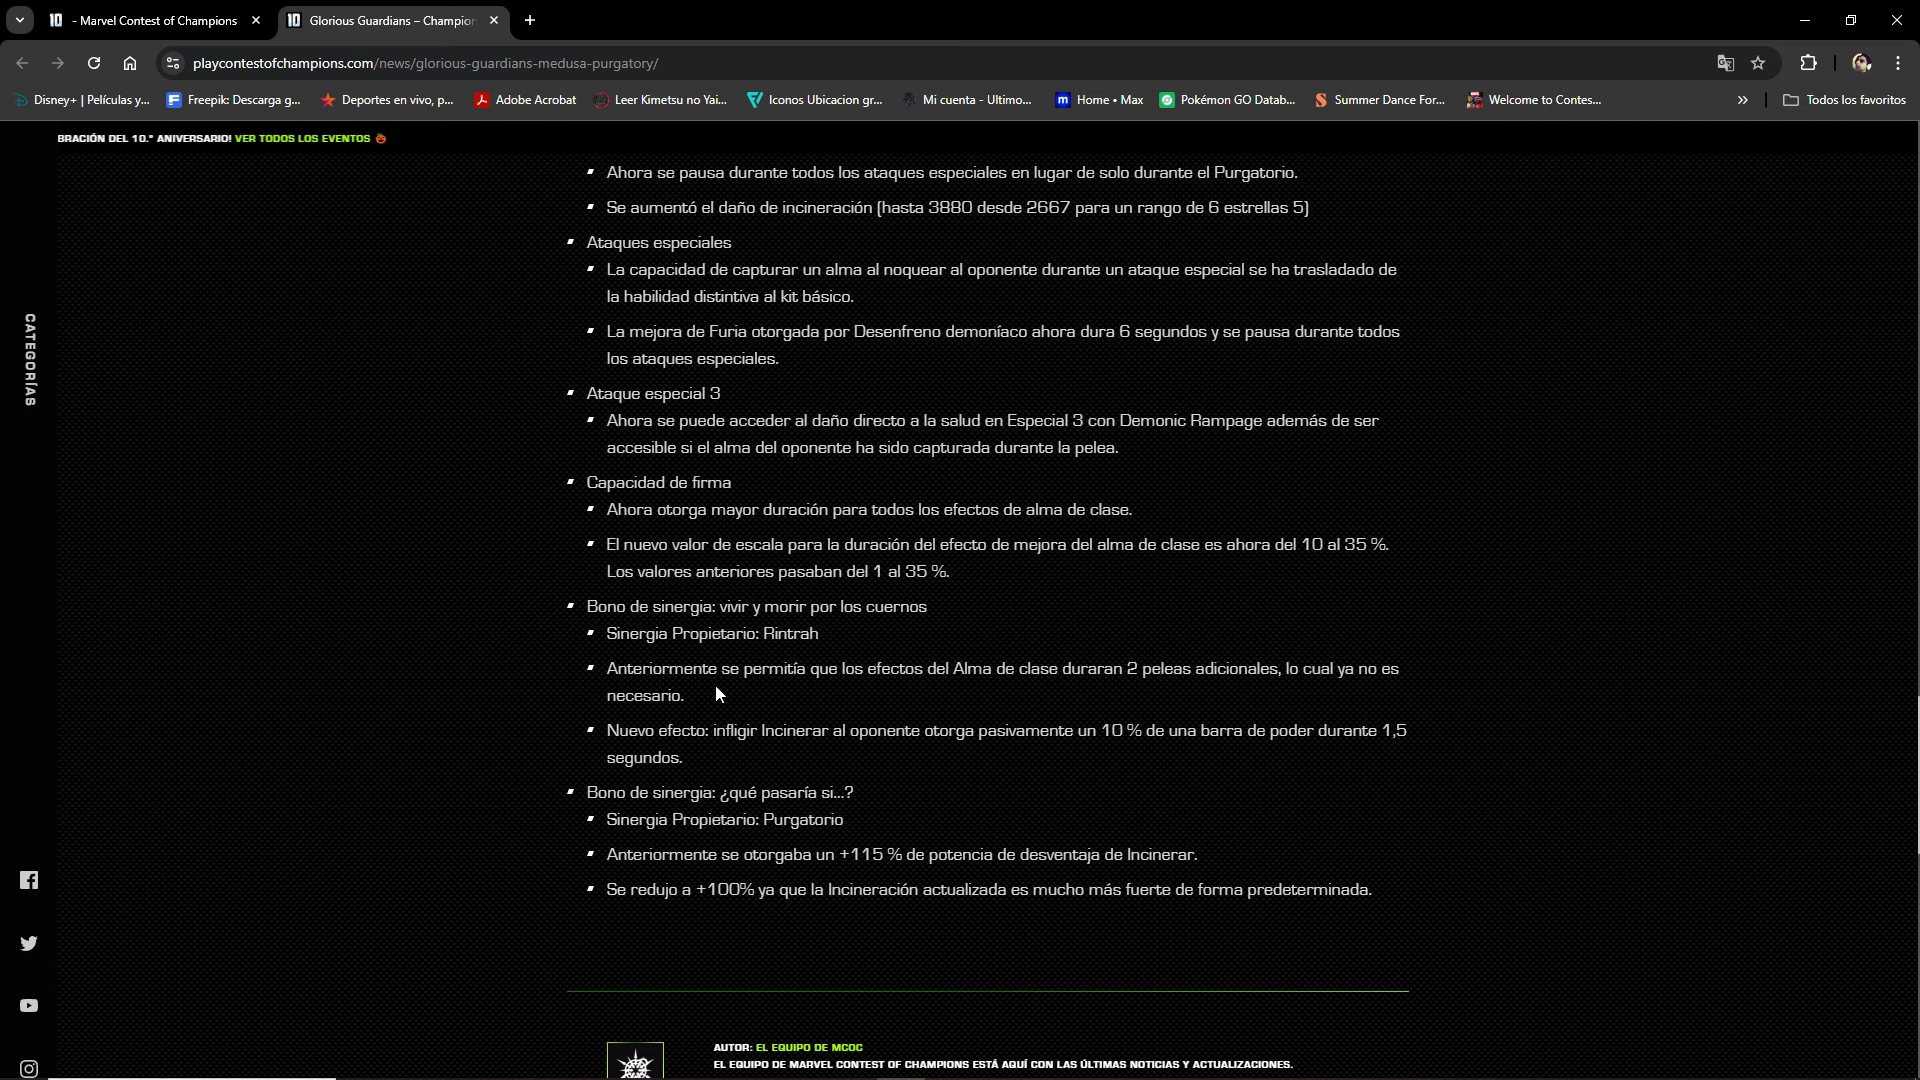 - Marvel Contest of Champions
Glorious Guardians – Champion
playcontestofchampions.com/news/glorious-guardians-medusa-purgatory/
Disney+ | Películas y...
Freepik: Descarga g...
Deportes en vivo, p...
Adobe Acrobat
Leer Kimetsu no Yai...
Iconos Ubicacion gr...
Mi cuenta - Ultimo...
Home • Max
Pokémon GO Datab...
Summer Dance For...
Welcome to Contes...
Todos los favoritos
BRACIÓN DEL 10.° ANIVERSARIO! VER TODOS LOS EVENTOS
CATEGORÍAS
Ahora se pausa durante todos los ataques especiales en lugar de solo durante el Purgatorio.
Se aumentó el daño de incineración (hasta 3880 desde 2667 para un rango de 6 estrellas 5)
Ataques especiales
La capacidad de capturar un alma al noquear al oponente durante un ataque especial se ha trasladado de
la habilidad distintiva al kit básico.
La mejora de Furia otorgada por Desenfreno demoníaco ahora dura 6 segundos y se pausa durante todos
los ataques especiales.
Ataque especial 3
Ahora se puede acceder al daño directo a la salud en Especial 3 con Demonic Rampage además de ser
accesible si el alma del oponente ha sido capturada durante la pelea.
Capacidad de firma
Ahora otorga mayor duración para todos los efectos de alma de clase.
El nuevo valor de escala para la duración del efecto de mejora del alma de clase es ahora del 10 al 35 %.
Los valores anteriores pasaban del 1 al 35 %.
Bono de sinergia: vivir y morir por los cuernos
Sinergia Propietario: Rintrah
Anteriormente se permitía que los efectos del Alma de clase duraran 2 peleas adicionales, lo cual ya no es
necesario.
Nuevo efecto: infligir Incinerar al oponente otorga pasivamente un 10 % de una barra de poder durante 1,5
segundos.
Bono de sinergia: ¿qué pasaría si...?
Sinergia Propietario: Purgatorio
Anteriormente se otorgaba un +115 % de potencia de desventaja de Incinerar.
Se redujo a +100% ya que la Incineración actualizada es mucho más fuerte de forma predeterminada.
AUTOR: EL EQUIPO DE MCOC
EL EQUIPO DE MARVEL CONTEST OF CHAMPIONS ESTÁ AQUÍ CON LAS ÚLTIMAS NOTICIAS Y ACTUALIZACIONES.